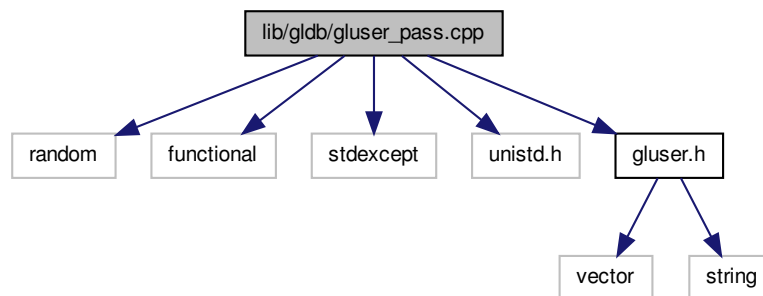 lib/gldb/gluser_pass.cpp
random
functional
stdexcept
unistd.h
gluser.h
vector
string